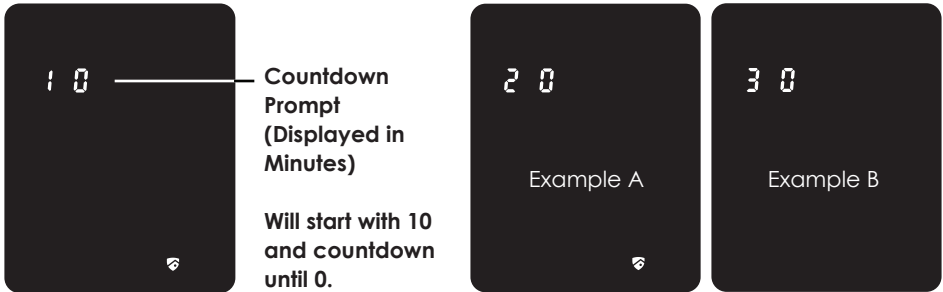 1 0
Countdown
Prompt
(Displayed in
Minutes)
Will start with 10
and countdown
until 0.
2 0
Example A
3 0
Example B